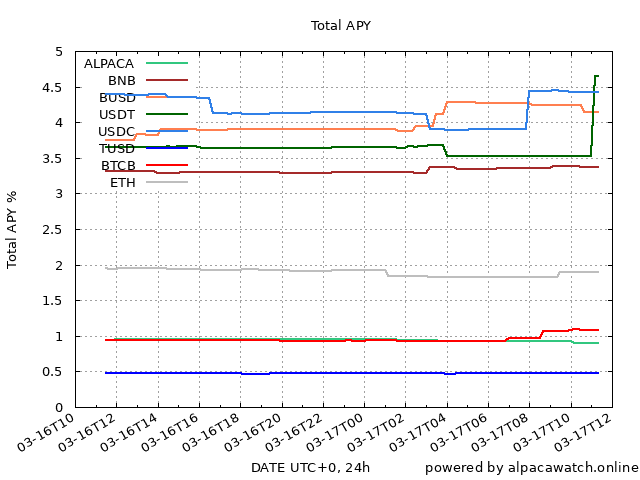 Total APY
Total APY %
5
4.5
4
3.5
3
2.5
2
1.5
1
0.5
0
ALPACA
BNB
BUSD
USDT
USDC
TUSD
BTCB
ETH
03-16T10
03-16T12
03-16T14
03-16T16
03-16T18
03-16T20
03-16T22
03-17T00
03-17T02
03-17T04
03-17T06
03-17T08
03-17T10
03-17T12
DATE UTC+0, 24h
powered by alpacawatch.online